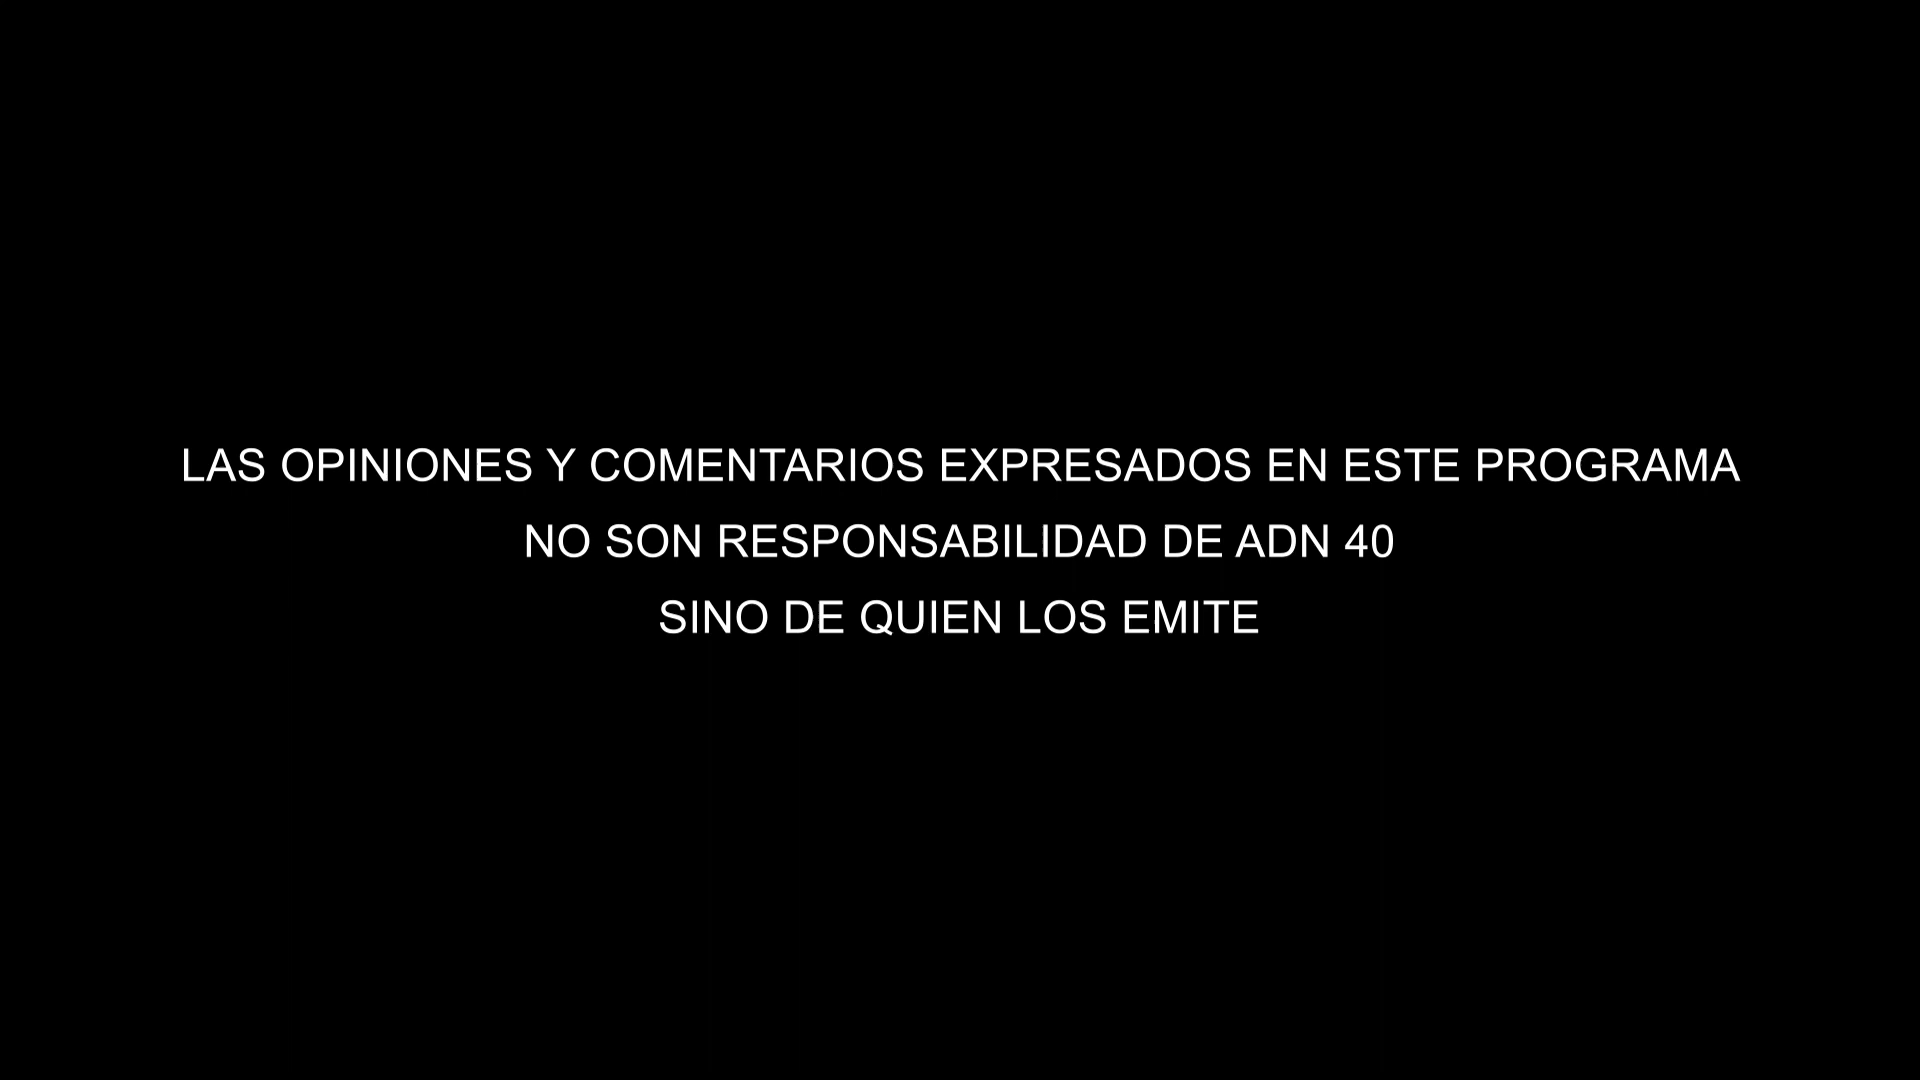 LAS OPINIONES Y COMENTARIOS EXPRESADOS EN ESTE PROGRAMA
NO SON RESPONSABILIDAD DE ADN 40
SINO DE QUIEN LOS EMITE